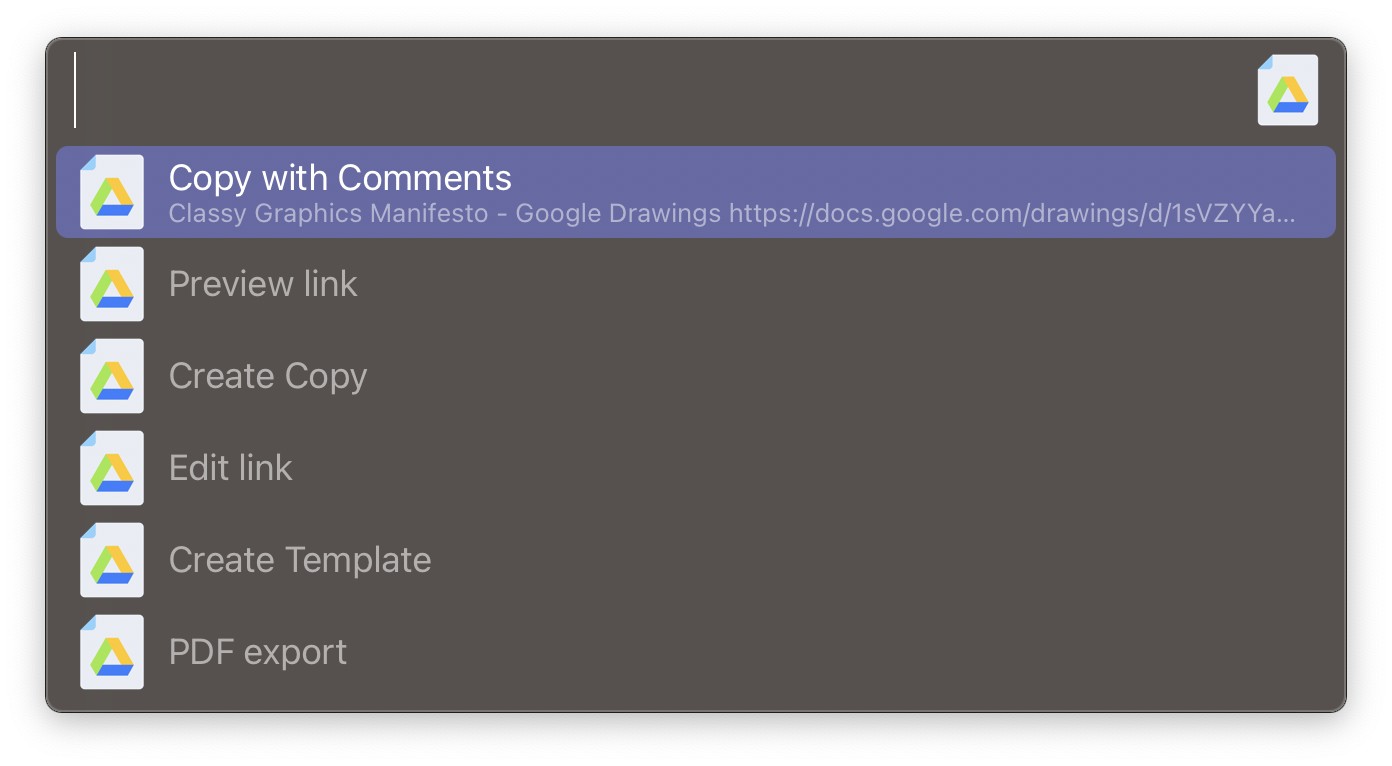 Copy with Comments
Classy Graphics Manifesto - Google Drawings https://docs.google.com/drawings/d/1sVZYYa...
Preview link
Create Copy
Edit link
Create Template
PDF export